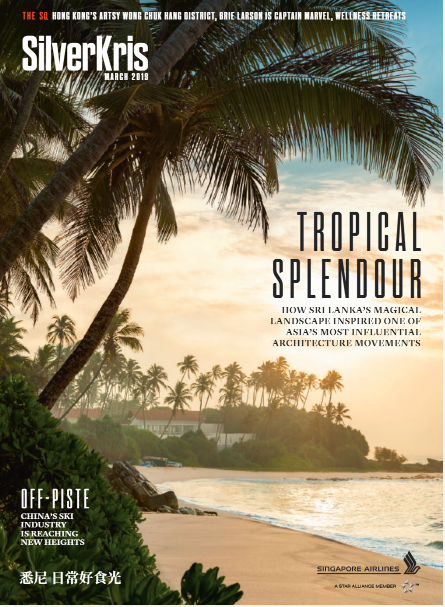 THE SQ HONG KONG'S ARTSY WONG CHUK HANG DISTRICT, BRIE LARSON IS CAPTAIN MARVEL, WELLNESS RETREATS
SilverKris
MARCH 2019
TROPICAL
SPLENDOUR
HOW SRI LANKA'S MAGICAL
LANDSCAPE INSPIRED ONE OF
ASIA'S MOST INFLUENTIAL
ARCHITECTURE MOVEMENTS
OFF-PISTE
CHINA'S SKI
INDUSTRY
IS REACHING
NEW HEIGHTS
悉尼日常好食光
SINGAPORE AIRLINES
A STAR ALLIANCE MEMBER